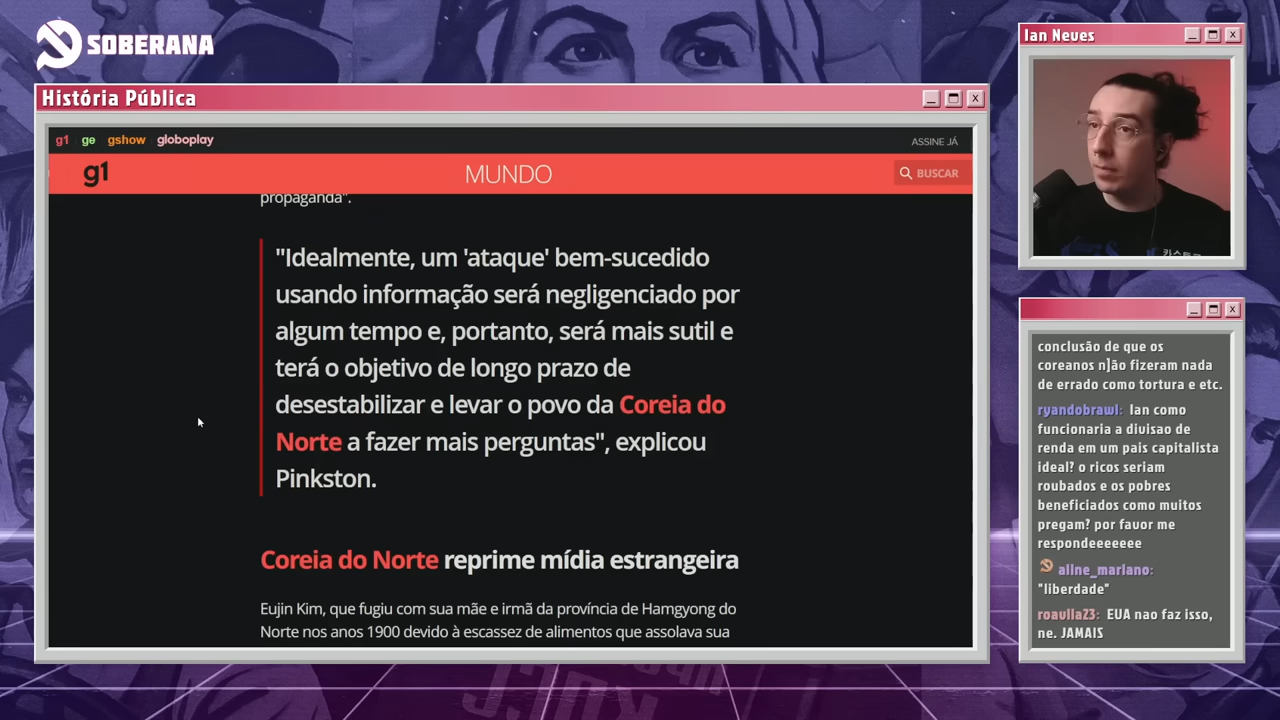 SOBERANA
Ian Neves
História Pública
g1 ge gshow globoplay
ASSINE JÁ
g1
MUNDO
BUSCAR
propaganda".
"Idealmente, um 'ataque' bem-sucedido
usando informação será negligenciado por
algum tempo e, portanto, será mais sutil e
terá o objetivo de longo prazo de
desestabilizar e levar o povo da Coreia do
Norte a fazer mais perguntas", explicou
Pinkston.
Coreia do Norte reprime mídia estrangeira
Eujin Kim, que fugiu com sua mãe e irmã da província de Hamgyong do
Norte nos anos 1900 devido à escassez de alimentos que assolava sua
conclusão de que os
coreanos n]ão fizeram nada
de errado como tortura e etc.
ryandobrawl: Ian como
funcionaria a divisao de
renda em um pais capitalista
ideal? o ricos seriam
roubados e os pobres
beneficiados como muitos
pregam? por favor me
respondeeeeeee
aline_mariano:
"liberdade"
roavlla23: EUA nao faz isso,
ne. JAMAIS